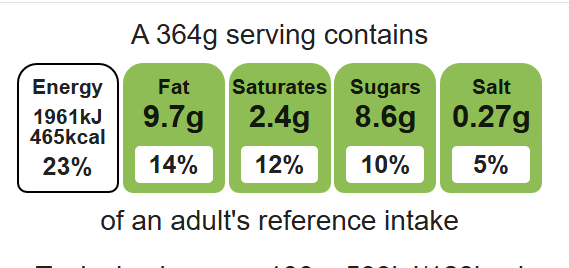 A 364g serving contains
Energy Fat Saturates Sugars Salt
1961kJ 9.7g 2.4g 8.6g 0.27g
465kcal
23% 14% 12% 10% 5%
of an adult's reference intake